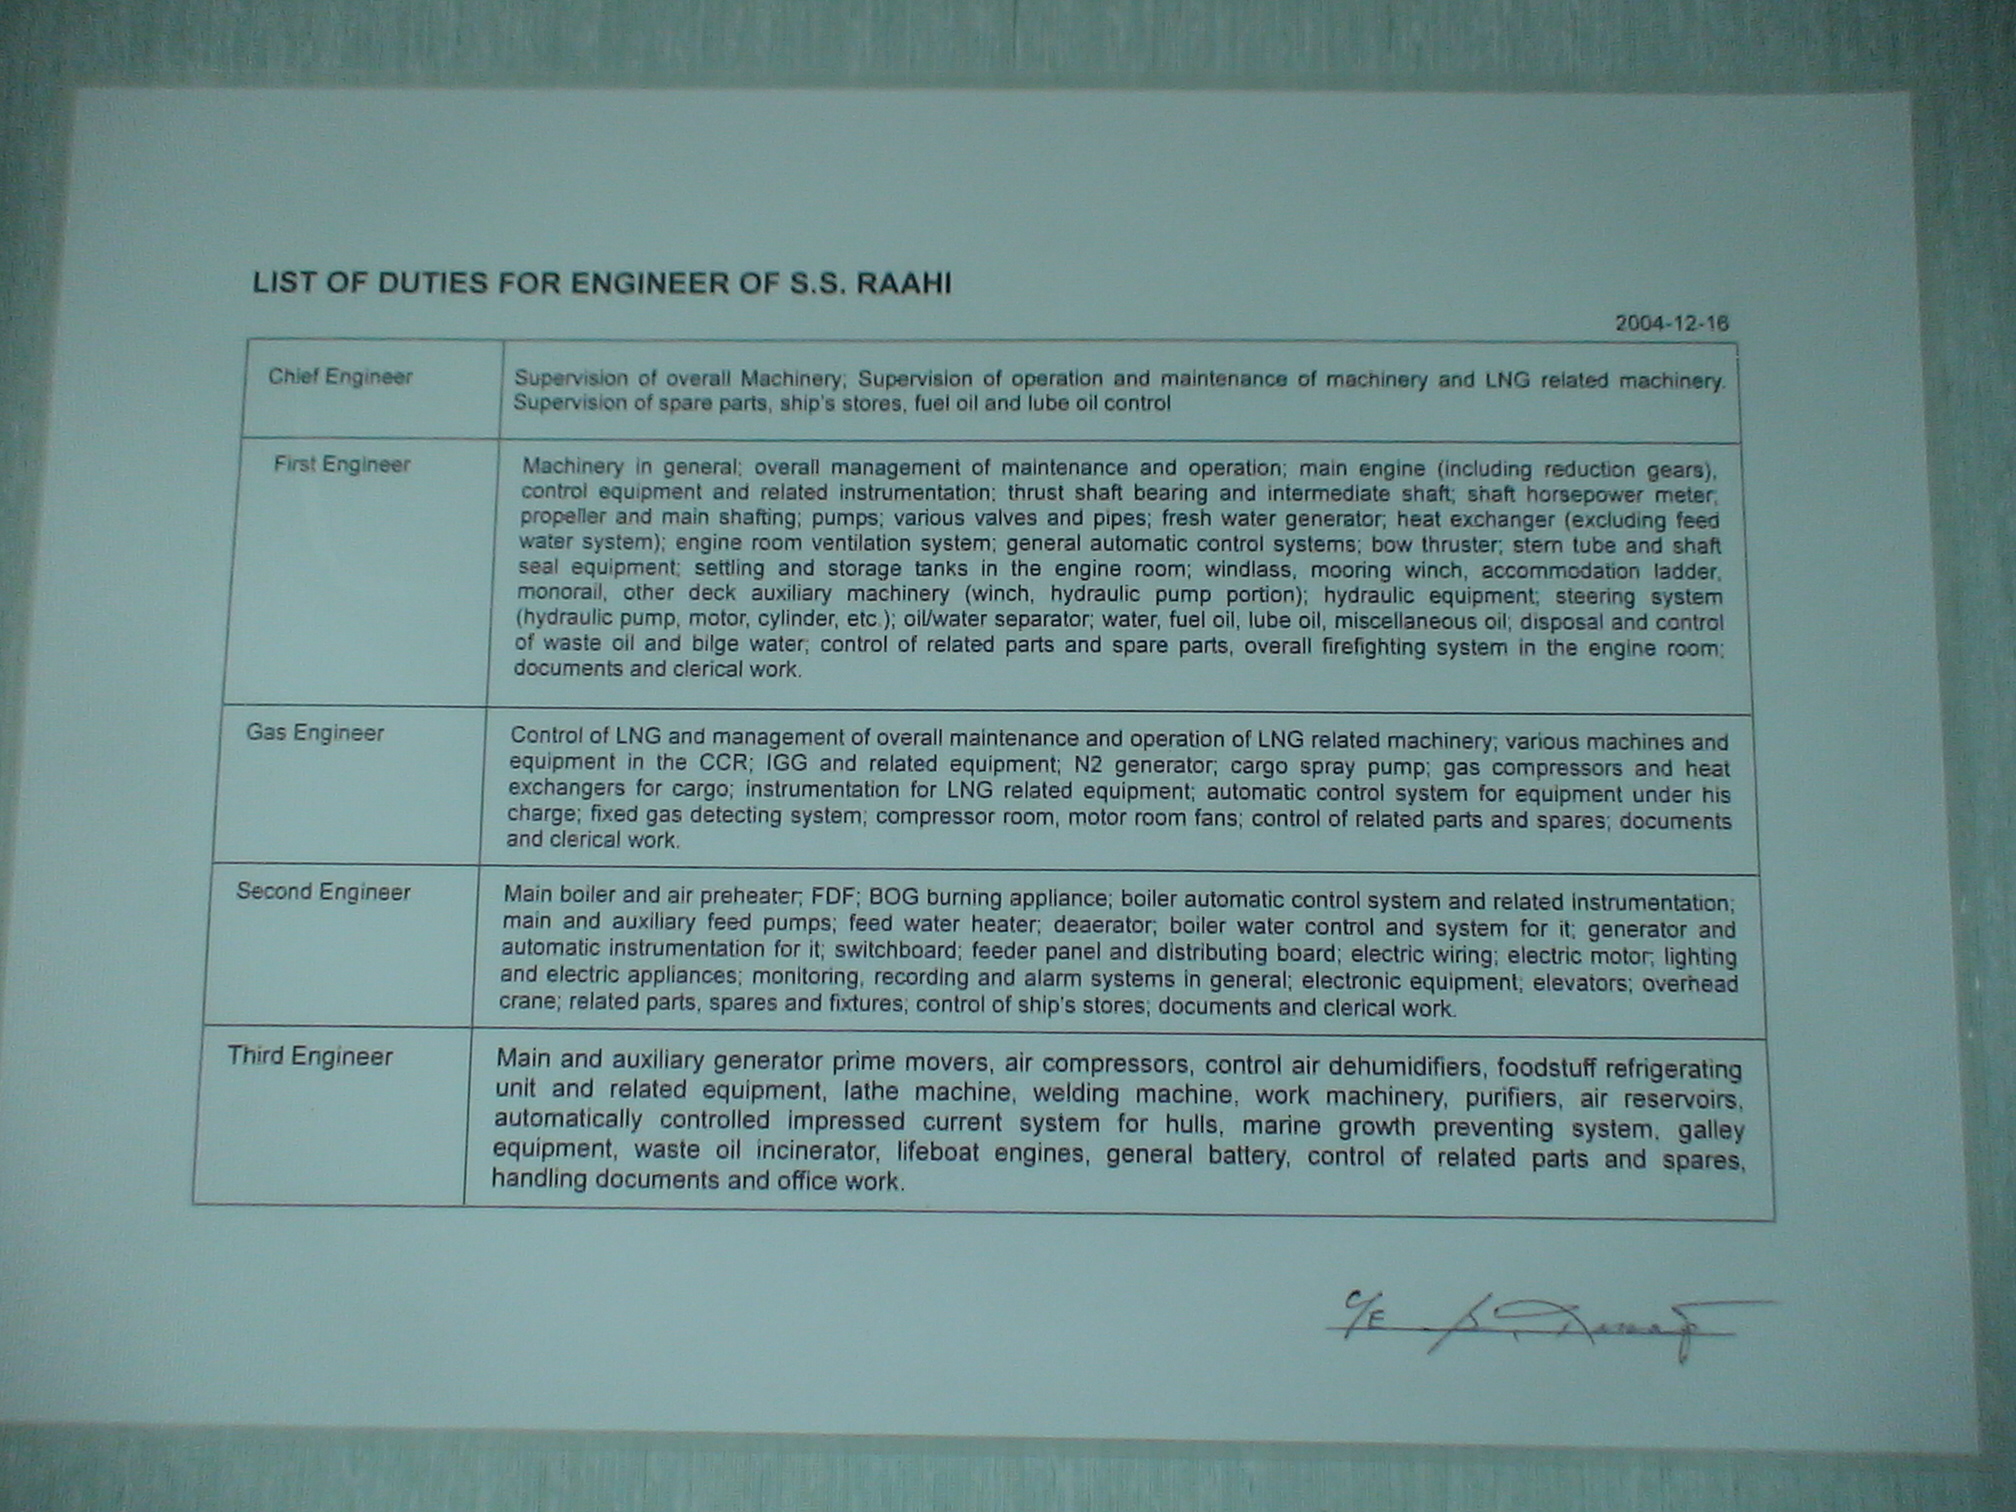 LIST OF DUTIES FOR ENGINEER OF S.S. RAAHI
2004-12-16
Chief Engineer
Supervision of overall Machinery; Supervision of operation and maintenance of machinery and LNG related machinery.
Supervision of spare parts, ship's stores, fuel oil and lube oil control
First Engineer
Machinery in general; overall management of maintenance and operation; main engine (including reduction gears),
control equipment and related instrumentation; thrust shaft bearing and intermediate shaft; shaft horsepower meter;
propeller and main shafting; pumps; various valves and pipes; fresh water generator; heat exchanger (excluding feed
water system); engine room ventilation system; general automatic control systems; bow thruster; stern tube and shaft
seal equipment; settling and storage tanks in the engine room; windlass, mooring winch, accommodation ladder,
monorail, other deck auxiliary machinery (winch, hydraulic pump portion); hydraulic equipment; steering system
(hydraulic pump, motor, cylinder, etc.); oil/water separator; water, fuel oil, lube oil, miscellaneous oil; disposal and control
of waste oil and bilge water; control of related parts and spare parts, overall firefighting system in the engine room;
documents and clerical work.
Gas Engineer
Control of LNG and management of overall maintenance and operation of LNG related machinery; various machines and
equipment in the CCR; IGG and related equipment; N2 generator; cargo spray pump; gas compressors and heat
exchangers for cargo; instrumentation for LNG related equipment; automatic control system for equipment under his
charge; fixed gas detecting system; compressor room, motor room fans; control of related parts and spares; documents
and clerical work.
Second Engineer
Main boiler and air preheater; FDF; BOG burning appliance; boiler automatic control system and related instrumentation;
main and auxiliary feed pumps; feed water heater; deaerator; boiler water control and system for it; generator and
automatic instrumentation for it; switchboard; feeder panel and distributing board; electric wiring; electric motor; lighting
and electric appliances; monitoring, recording and alarm systems in general; electronic equipment; elevators; overhead
crane; related parts, spares and fixtures; control of ship's stores; documents and clerical work.
Third Engineer
Main and auxiliary generator prime movers, air compressors, control air dehumidifiers, foodstuff refrigerating
unit and related equipment, lathe machine, welding machine, work machinery, purifiers, air reservoirs,
automatically controlled impressed current system for hulls, marine growth preventing system, galley
equipment, waste oil incinerator, lifeboat engines, general battery, control of related parts and spares,
handling documents and office work.
C/E